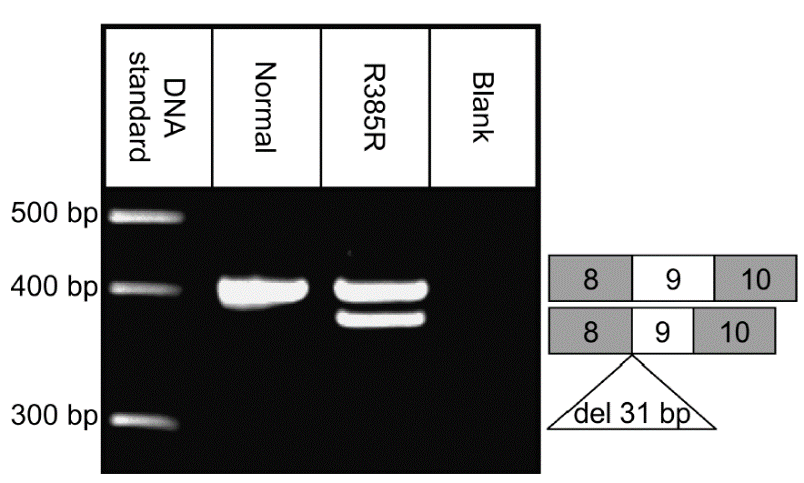 DNA
standard
Normal
R385R
Blank
500 bp
400 bp
300 bp
8 9 10
8 9 10
del 31 bp